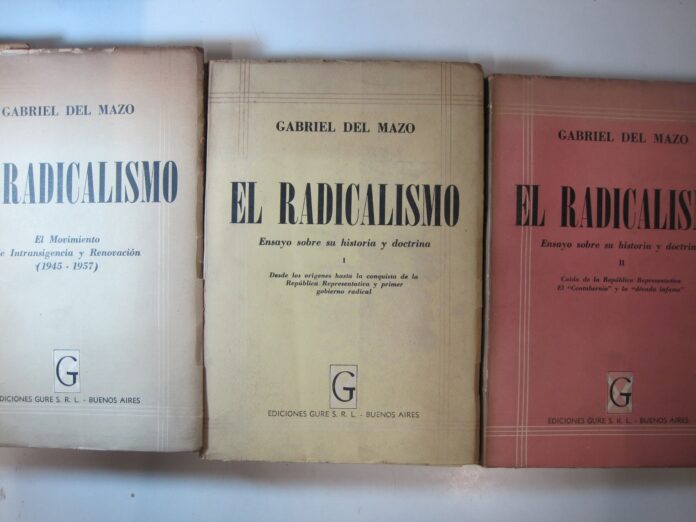 GABRIEL DEL MAZO
RADICALISMO
El Movimiento
e Intransigencia y Renovación
(1945 - 1957)
G
DICIONES GURE S. R. L. - BUENOS AIRES
GABRIEL DEL MAZO
EL RADICALISMO
Ensayo sobre su historia y doctrina
I
Desde los orígenes hasta la conquista de la
República Representativa y primer
gobierno radical
G
EDICIONES GURE S. R. L. - BUENOS AIRES
GABRIEL DEL MAZO
EL RADICALISM
Ensayo sobre su historia y doctrina
II
Caída de la República Representativa
El "Contubernio" y la "década infame"
G
EDICIONES GURE S. R. L. - BUENOS AIRES